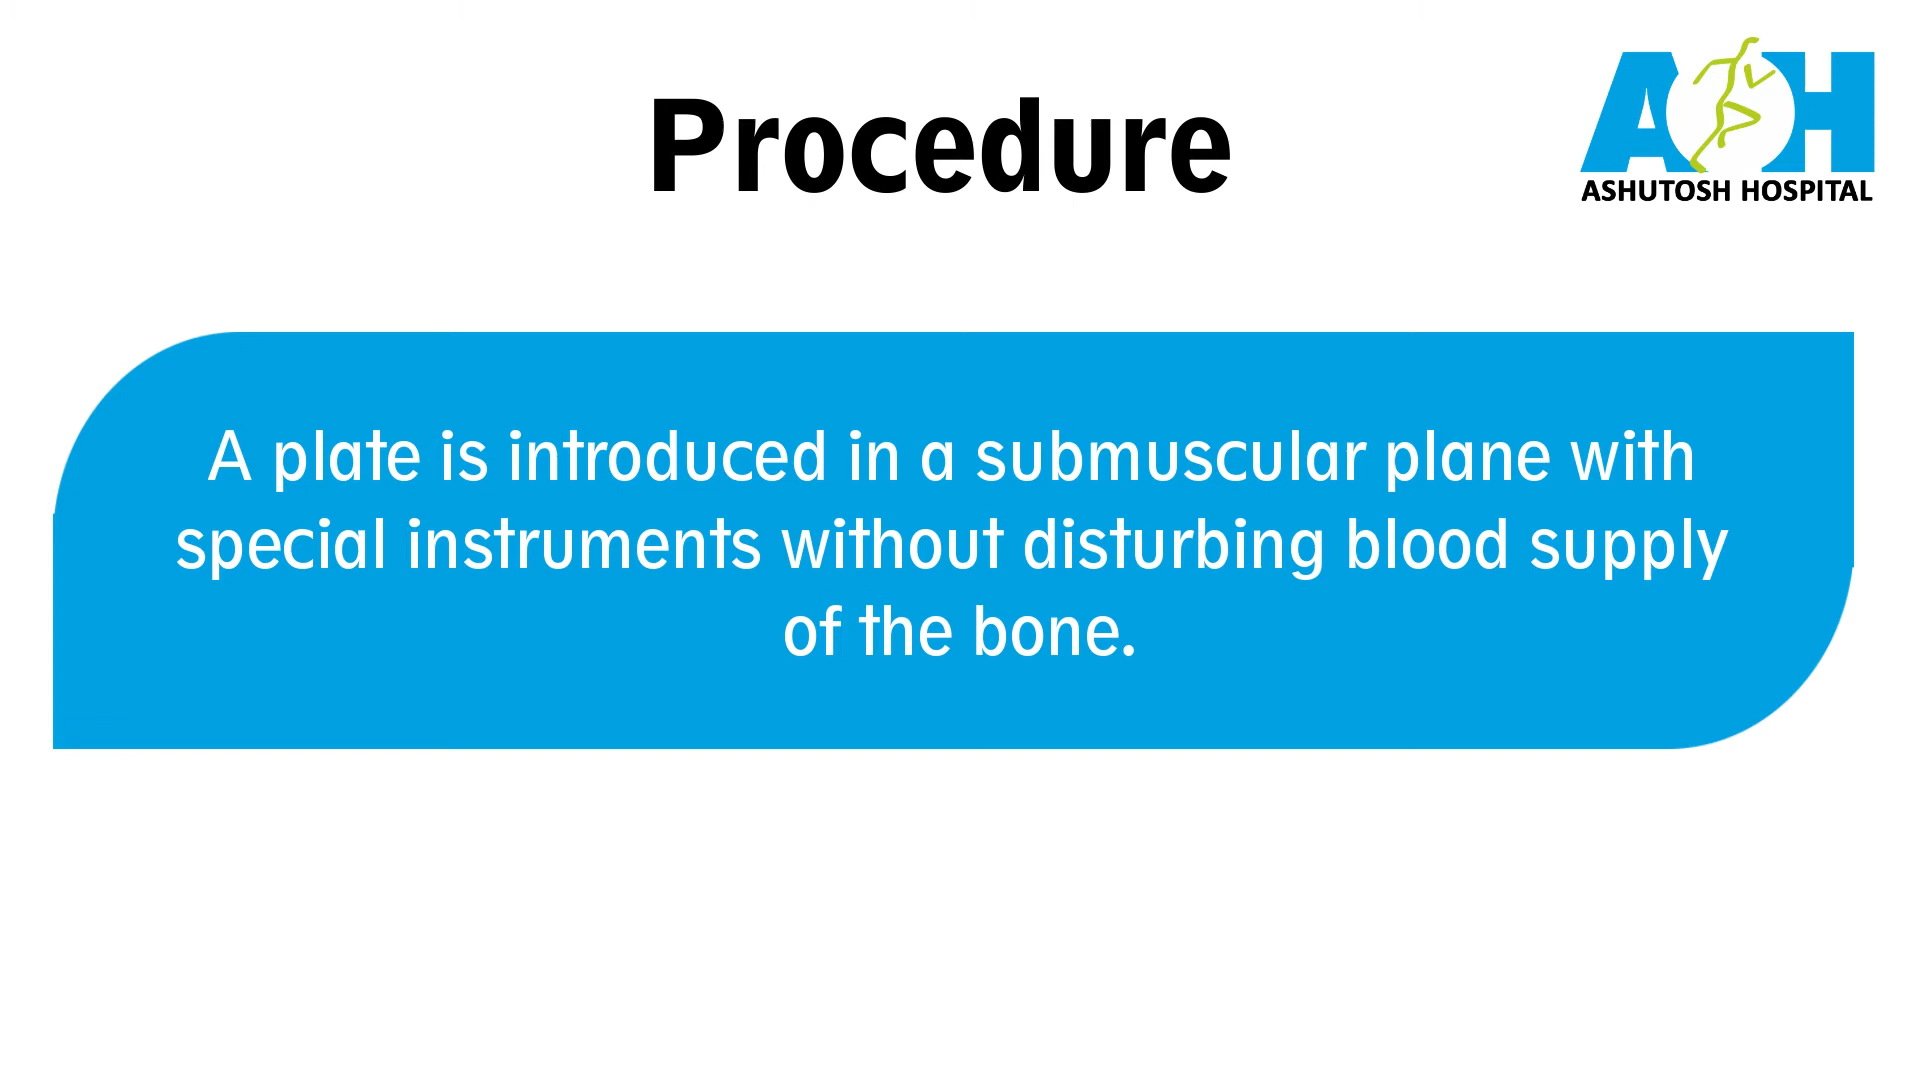 Procedure
ASH
ASHUTOSH HOSPITAL
A plate is introduced in a submuscular plane with
special instruments without disturbing blood supply
of the bone.